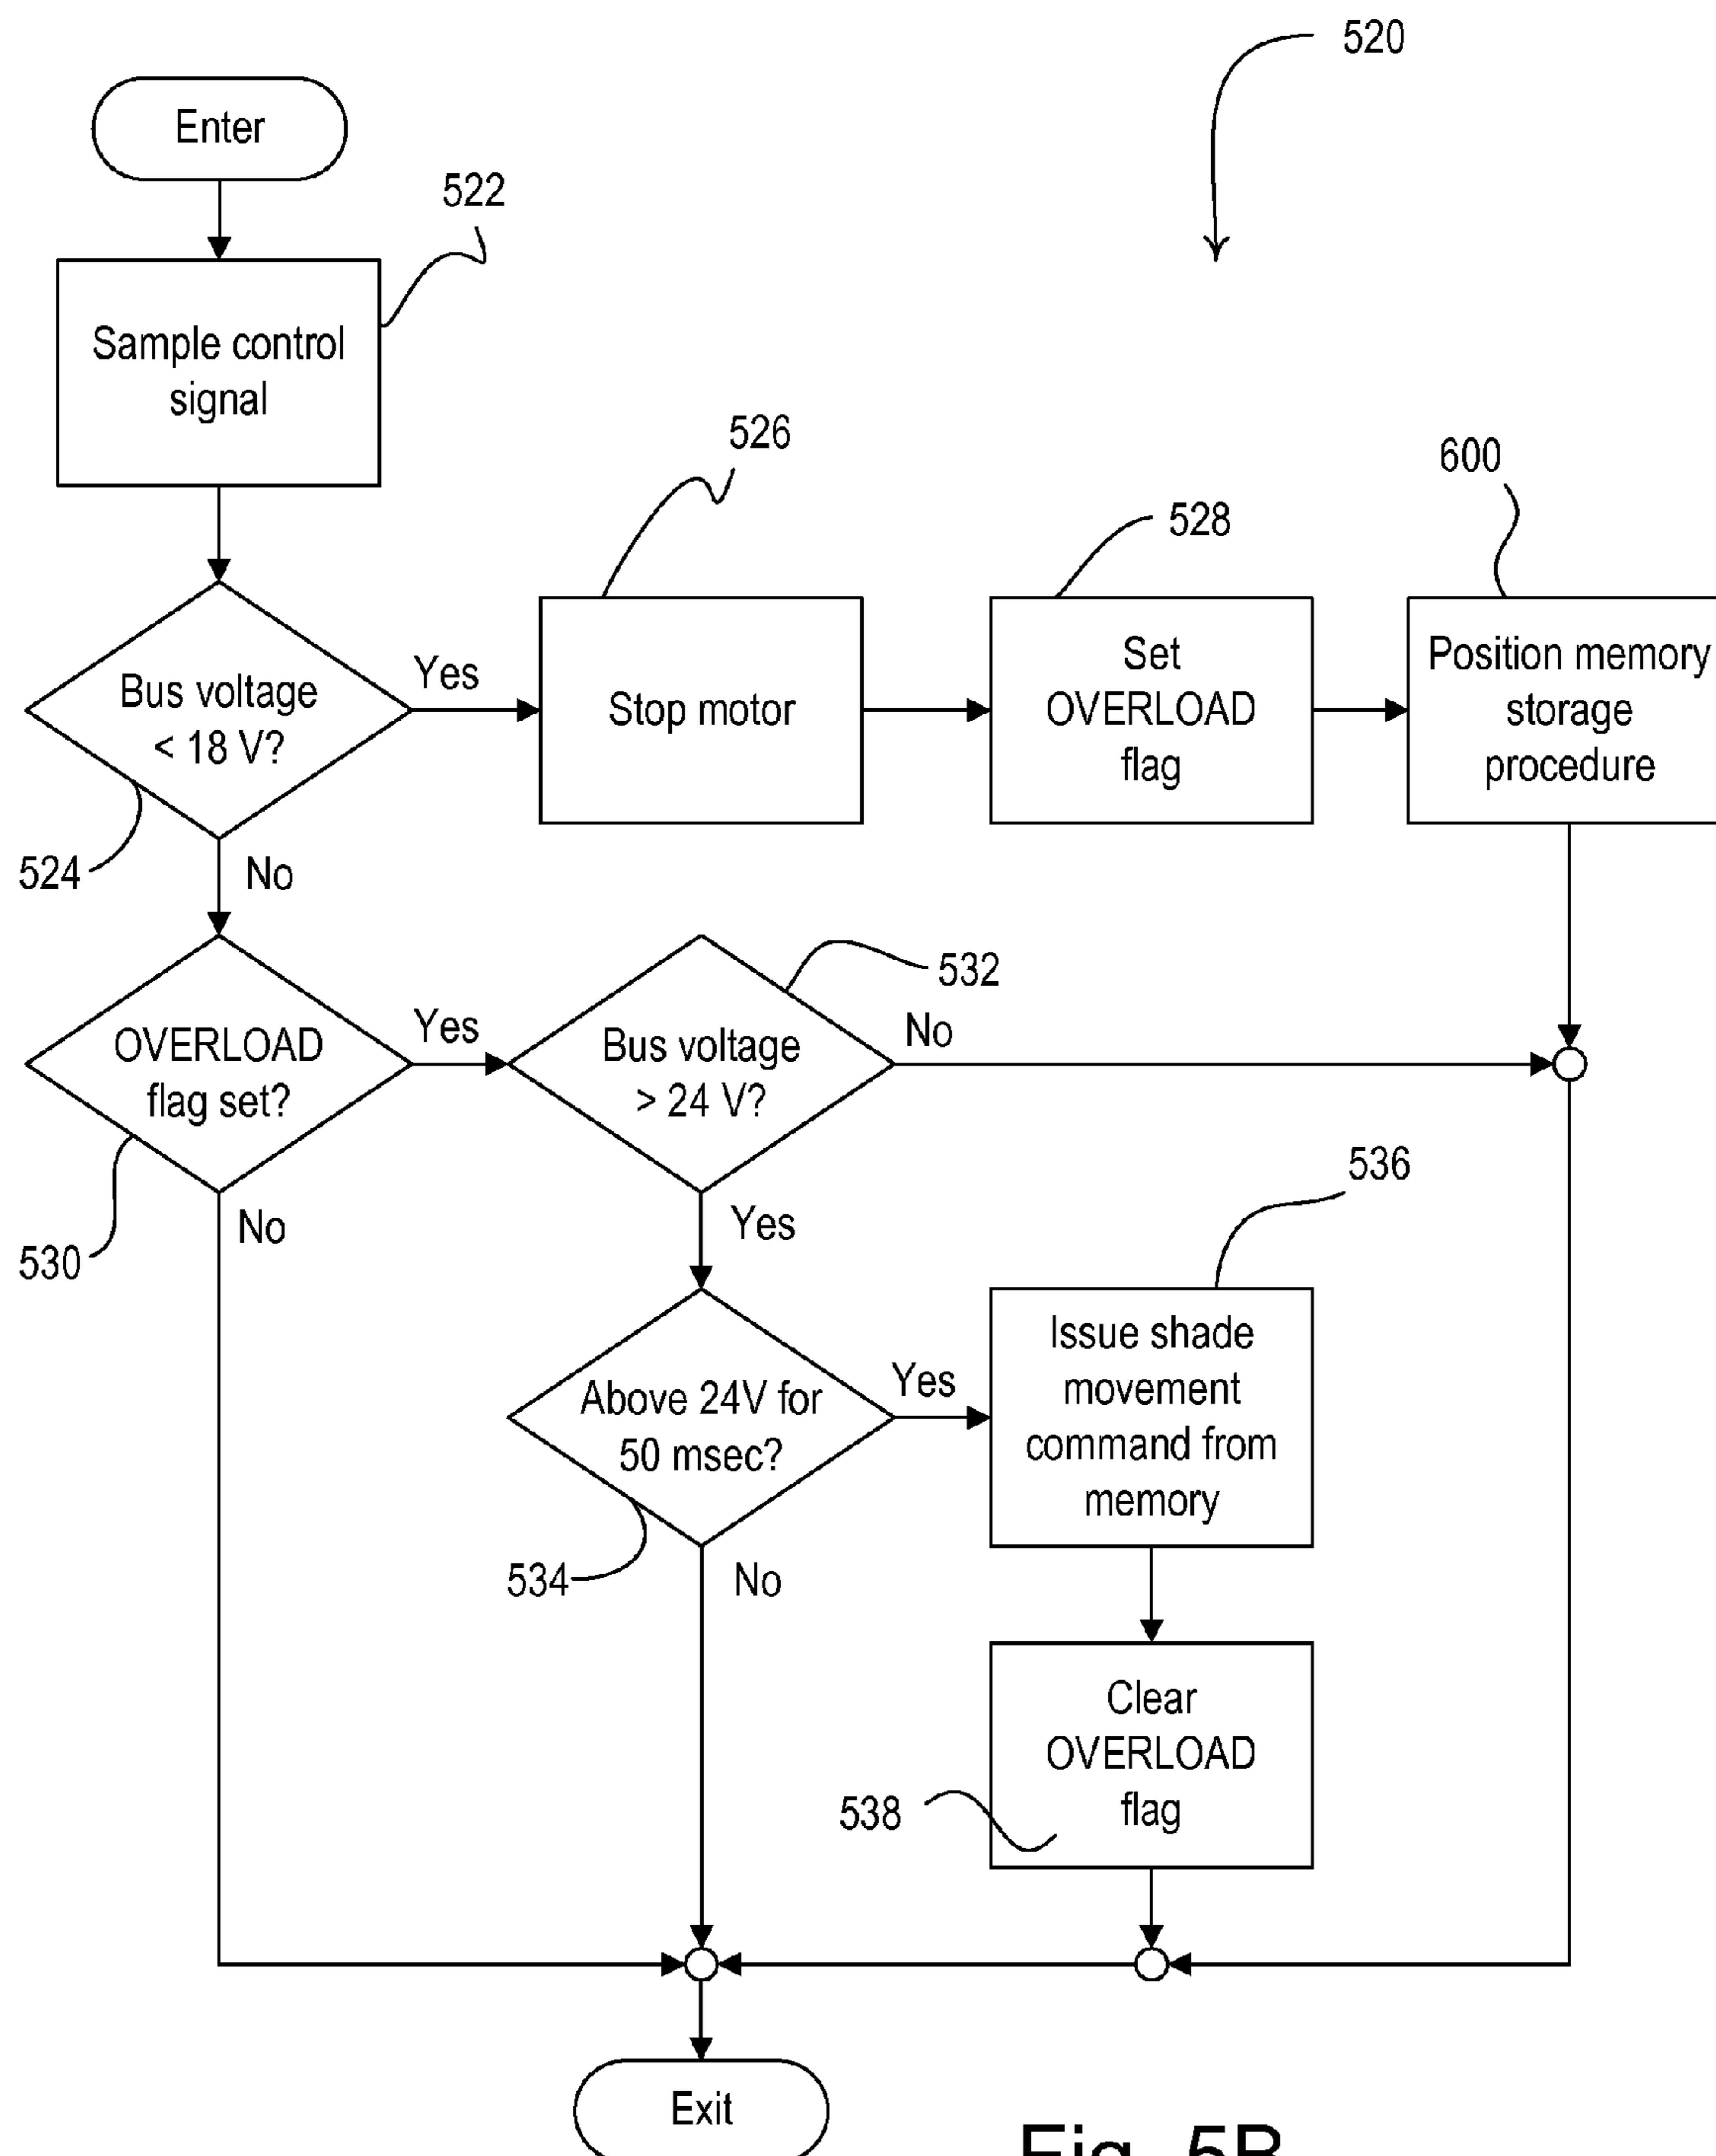 520
Enter
522
Sample control
signal
526
528
600
Bus voltage
< 18 V?
Yes
Stop motor
Set
OVERLOAD
flag
Position memory
storage
procedure
524
No
532
OVERLOAD
flag set?
Yes
Bus voltage
> 24 V?
No
530
No
Yes
536
Above 24V for
50 msec?
Yes
Issue shade
movement
command from
memory
534
No
Clear
OVERLOAD
flag
538
Exit
Fig. 5B